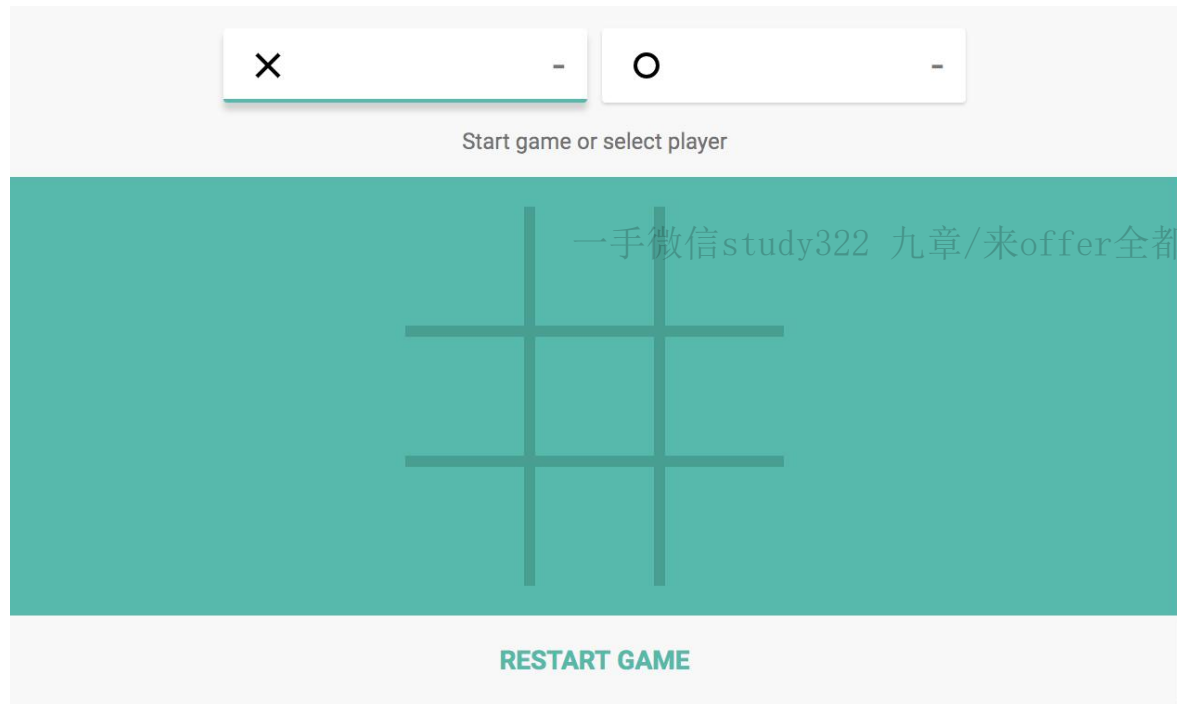 × - ○ -
Start game or select player
一手微信study322 九章/来offer全都
RESTART GAME